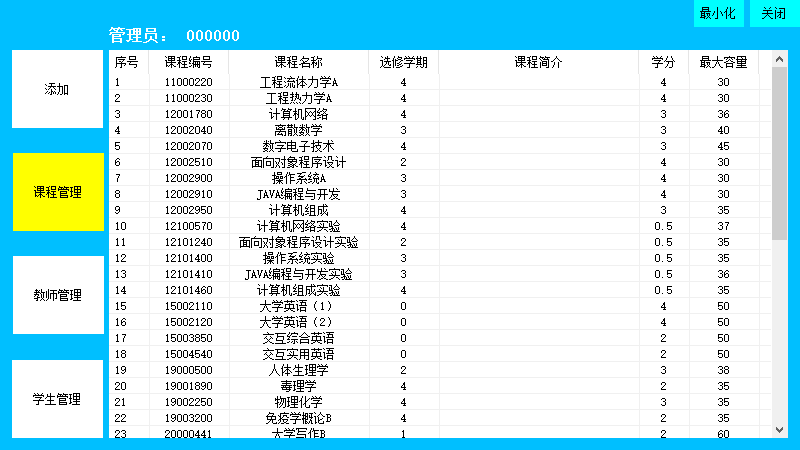 最小化 关闭
管理员： 000000
添加
课程管理
教师管理
学生管理
序号 课程编号 课程名称 选修学期 课程简介 学分 最大容量
1 11000220 工程流体力学A 4 4 30
2 11000230 工程热力学A 4 4 30
3 12001780 计算机网络 4 3 36
4 12002040 离散数学 3 3 40
5 12002070 数字电子技术 4 3 45
6 12002510 面向对象程序设计 2 4 30
7 12002900 操作系统A 3 4 30
8 12002910 JAVA编程与开发 3 4 30
9 12002950 计算机组成 4 3 35
10 12100570 计算机网络实验 4 0.5 37
11 12101240 面向对象程序设计实验 2 0.5 35
12 12101400 操作系统实验 3 0.5 35
13 12101410 JAVA编程与开发实验 3 0.5 36
14 12101460 计算机组成实验 4 0.5 35
15 15002110 大学英语（1） 0 4 50
16 15002120 大学英语（2） 0 4 50
17 15003850 交互综合英语 0 2 50
18 15004540 交互实用英语 0 2 50
19 19000500 人体生理学 2 3 38
20 19001890 毒理学 4 2 35
21 19002250 物理化学 4 3 35
22 19003200 免疫学概论B 4 2 35
23 20000441 大学写作B 1 2 60